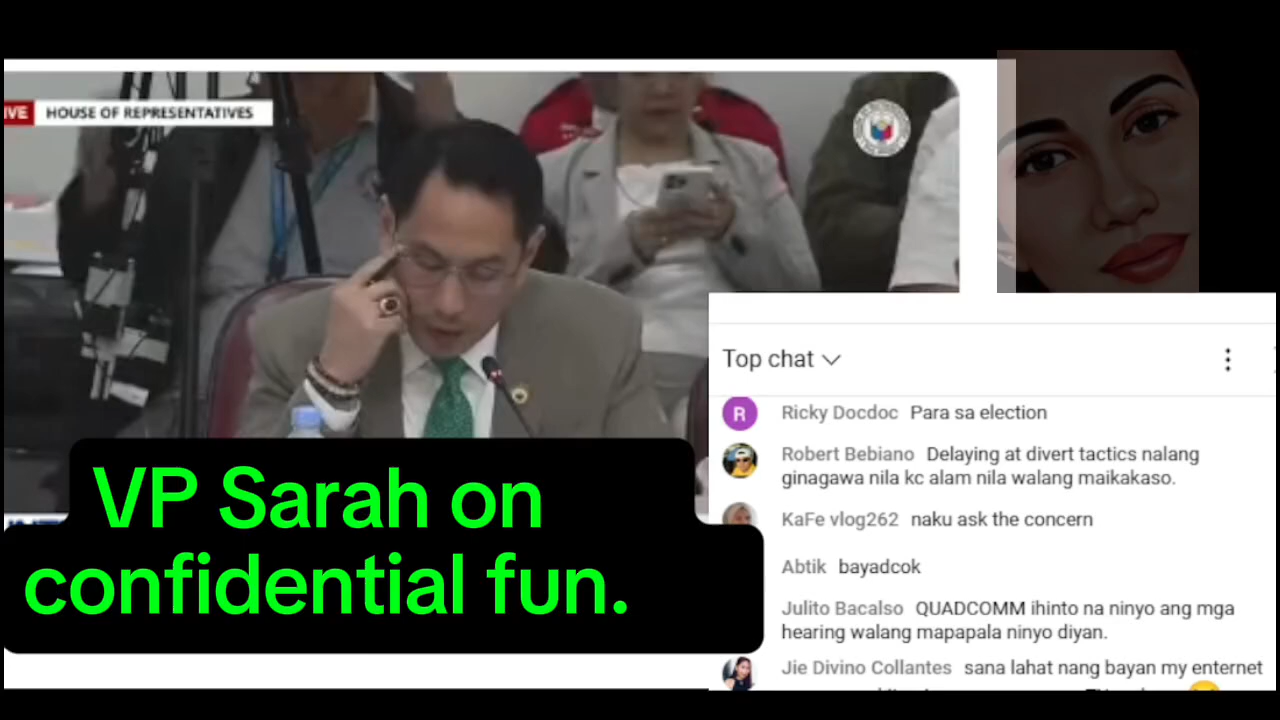 IVE HOUSE OF REPRESENTATIVES
VP Sarah on
confidential fun.
Top chat
R Ricky Docdoc Para sa election
Robert Bebiano Delaying at divert tactics nalang
ginagawa nila kc alam nila walang maikakaso.
KaFe vlog262 naku ask the concern
Abtik bayadcok
Julito Bacalso QUADCOMM ihinto na ninyo ang mga
hearing walang mapapala ninyo diyan.
Jie Divino Collantes sana lahat nang bayan my enternet